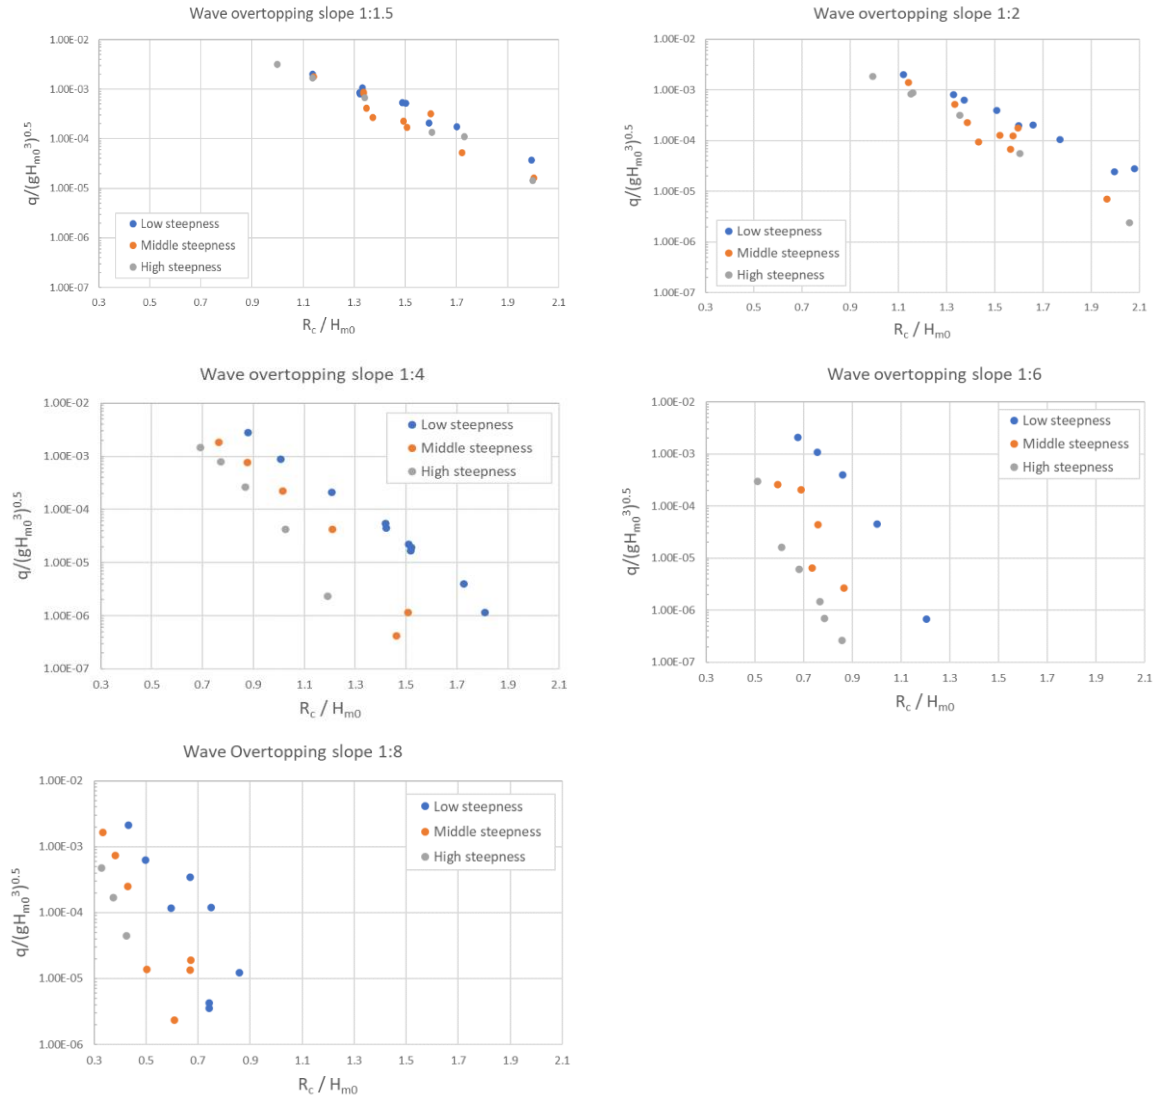 Wave overtopping slope 1:1.5
1.00E-02
1.00E-03
1.00E-04
1.00E-05
1.00E-06
1.00E-07
q/(gHm0³)^0.5
Low steepness
Middle steepness
High steepness
0.3 0.5 0.7 0.9 1.1 1.3 1.5 1.7 1.9 2.1
Rc / Hm0
Wave overtopping slope 1:2
1.00E-02
1.00E-03
1.00E-04
1.00E-05
1.00E-06
1.00E-07
q/(gHm0³)^0.5
Low steepness
Middle steepness
High steepness
0.3 0.5 0.7 0.9 1.1 1.3 1.5 1.7 1.9 2.1
Rc / Hm0
Wave overtopping slope 1:4
1.00E-02
1.00E-03
1.00E-04
1.00E-05
1.00E-06
1.00E-07
q/(gHm0³)^0.5
Low steepness
Middle steepness
High steepness
0.3 0.5 0.7 0.9 1.1 1.3 1.5 1.7 1.9 2.1
Rc / Hm0
Wave overtopping slope 1:6
1.00E-02
1.00E-03
1.00E-04
1.00E-05
1.00E-06
1.00E-07
q/(gHm0³)^0.5
Low steepness
Middle steepness
High steepness
0.3 0.5 0.7 0.9 1.1 1.3 1.5 1.7 1.9 2.1
Rc / Hm0
Wave Overtopping slope 1:8
1.00E-02
1.00E-03
1.00E-04
1.00E-05
1.00E-06
q/(gHm0³)^0.5
Low steepness
Middle steepness
High steepness
0.3 0.5 0.7 0.9 1.1 1.3 1.5 1.7 1.9 2.1
Rc / Hm0